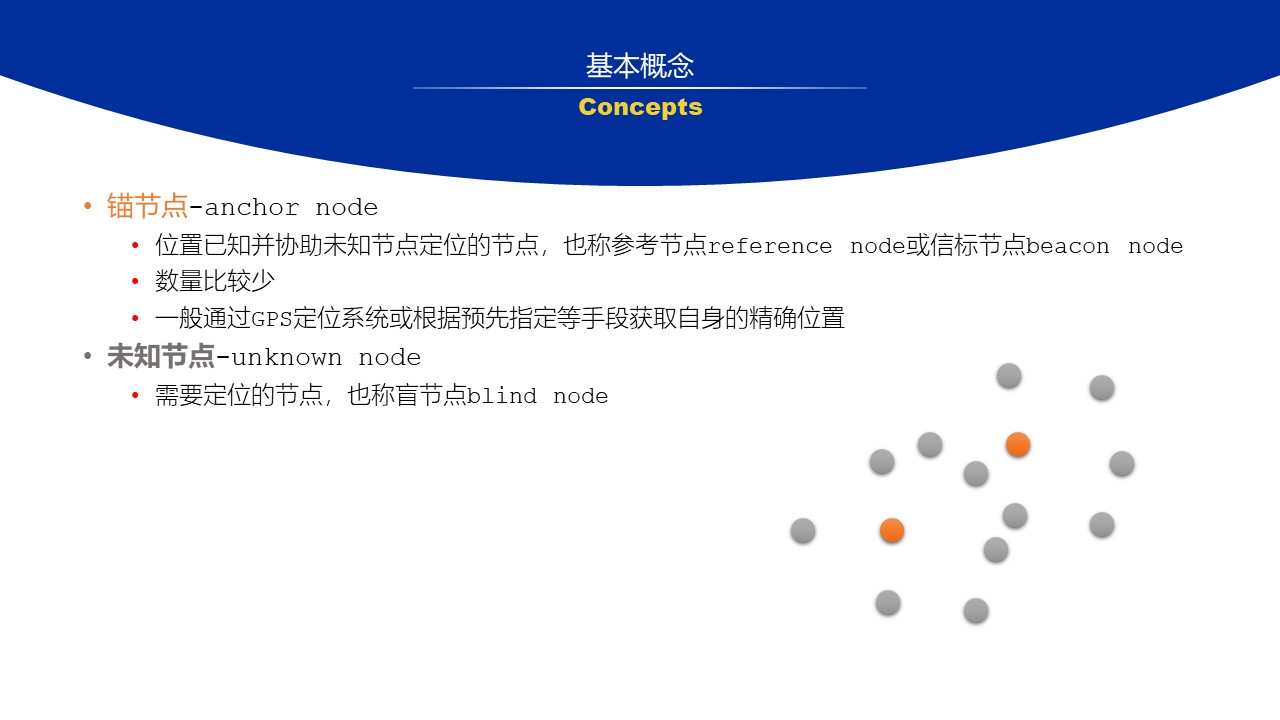 基本概念
Concepts
• 锚节点-anchor node
• 位置已知并协助未知节点定位的节点，也称参考节点reference node或信标节点beacon node
• 数量比较少
• 一般通过GPS定位系统或根据预先指定等手段获取自身的精确位置
• 未知节点-unknown node
• 需要定位的节点，也称盲节点blind node